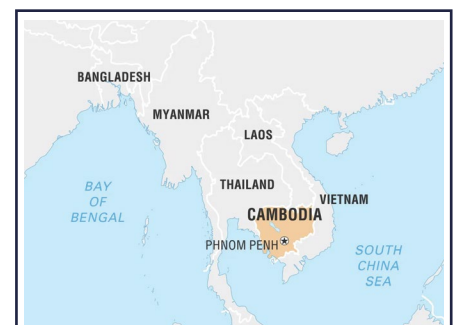 BANGLADESH
MYANMAR
LAOS
BAY
OF
BENGAL
THAILAND
VIETNAM
CAMBODIA
PHNOM PENH
SOUTH
CHINA
SEA